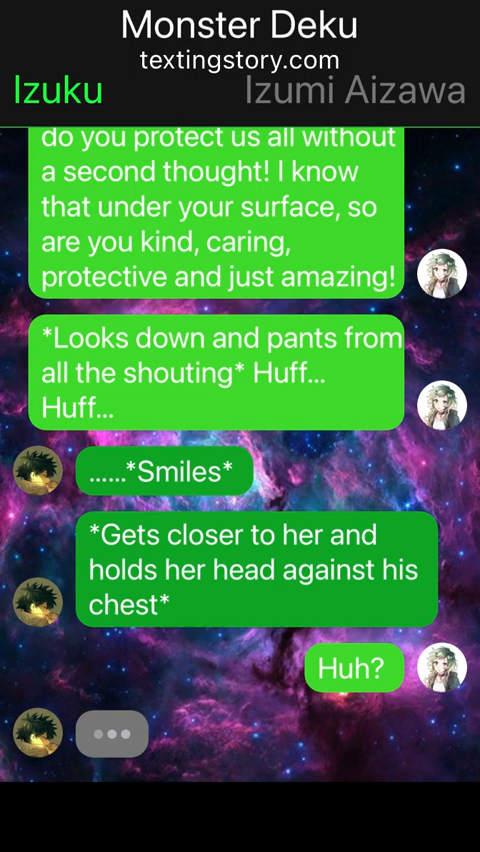 Monster Deku
textingstory.com
Izuku
Izumi Aizawa
do you protect us all without
a second thought! I know
that under your surface, so
are you kind, caring,
protective and just amazing!
*Looks down and pants from
all the shouting* Huff...
Huff...
......*Smiles*
*Gets closer to her and
holds her head against his
chest*
Huh?